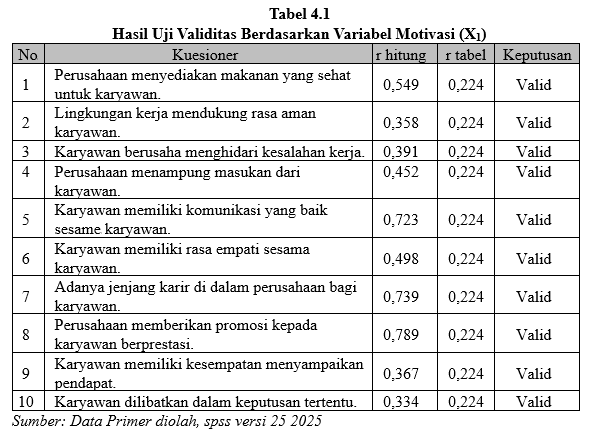 Tabel 4.1
Hasil Uji Validitas Berdasarkan Variabel Motivasi (X1)
No Kuesioner r hitung r tabel Keputusan
1 Perusahaan menyediakan makanan yang sehat untuk karyawan. 0,549 0,224 Valid
2 Lingkungan kerja mendukung rasa aman karyawan. 0,358 0,224 Valid
3 Karyawan berusaha menghidari kesalahan kerja. 0,391 0,224 Valid
4 Perusahaan menampung masukan dari karyawan. 0,452 0,224 Valid
5 Karyawan memiliki komunikasi yang baik sesame karyawan. 0,723 0,224 Valid
6 Karyawan memiliki rasa empati sesama karyawan. 0,498 0,224 Valid
7 Adanya jenjang karir di dalam perusahaan bagi karyawan. 0,739 0,224 Valid
8 Perusahaan memberikan promosi kepada karyawan berprestasi. 0,789 0,224 Valid
9 Karyawan memiliki kesempatan menyampaikan pendapat. 0,367 0,224 Valid
10 Karyawan dilibatkan dalam keputusan tertentu. 0,334 0,224 Valid
Sumber: Data Primer diolah, spss versi 25 2025